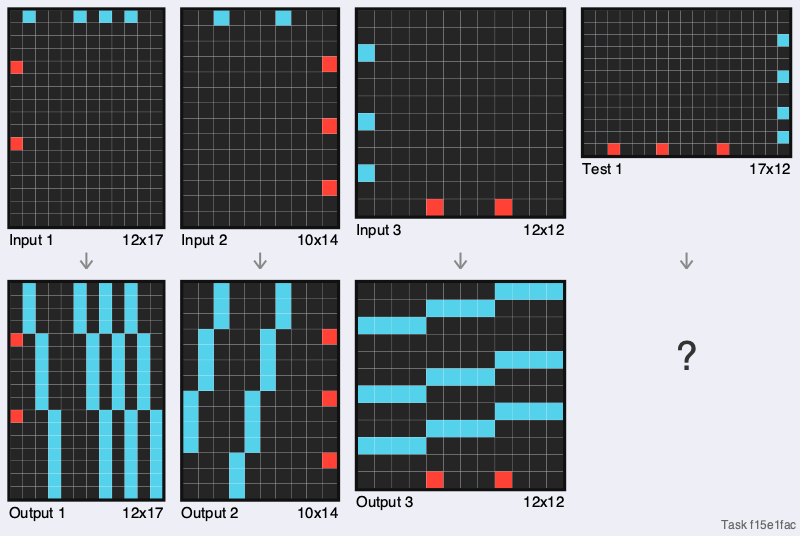 Input 1 12x17
Input 2 10x14
Input 3 12x12
Test 1 17x12
?
Output 1 12x17
Output 2 10x14
Output 3 12x12
Task f15e1fac